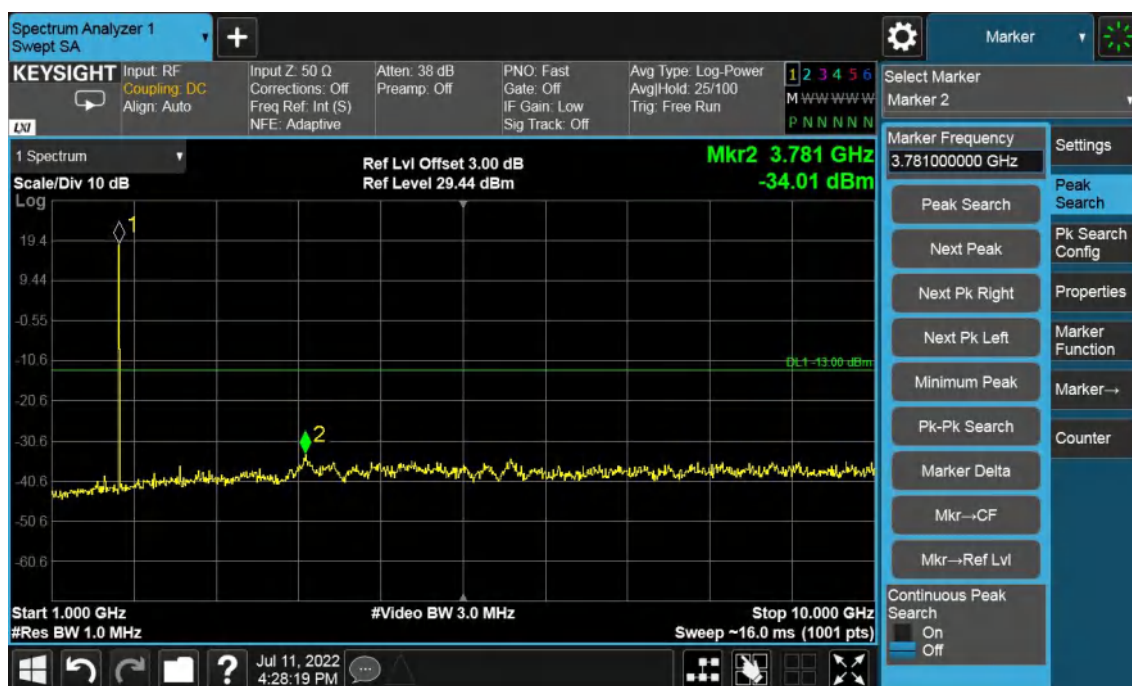 Spectrum Analyzer 1
Swept SA
Marker
KEYSIGHT
LXI
Input: RF
Coupling: DC
Align: Auto
Input Z: 50 Ω
Corrections: Off
Freq Ref: Int (S)
NFE: Adaptive
Atten: 38 dB
Preamp: Off
PNO: Fast
Gate: Off
IF Gain: Low
Sig Track: Off
Avg Type: Log-Power
Avg|Hold: 25/100
Trig: Free Run
1 2 3 4 5 6
M W W W W W
P N N N N N
Select Marker
Marker 2
1 Spectrum
Scale/Div 10 dB
Log
Ref Lvl Offset 3.00 dB
Ref Level 29.44 dBm
Mkr2 3.781 GHz
-34.01 dBm
1
19.4
9.44
-0.55
-10.6
DL1 -13.00 dBm
-20.6
-30.6
2
-40.6
-50.6
-60.6
Start 1.000 GHz
#Res BW 1.0 MHz
#Video BW 3.0 MHz
Stop 10.000 GHz
Sweep ~16.0 ms (1001 pts)
Marker Frequency
3.781000000 GHz
Peak Search
Next Peak
Next Pk Right
Next Pk Left
Minimum Peak
Pk-Pk Search
Marker Delta
Mkr→CF
Mkr→Ref Lvl
Continuous Peak
Search
On
Off
Settings
Peak
Search
Pk Search
Config
Properties
Marker
Function
Marker→
Counter
?
Jul 11, 2022
4:28:19 PM